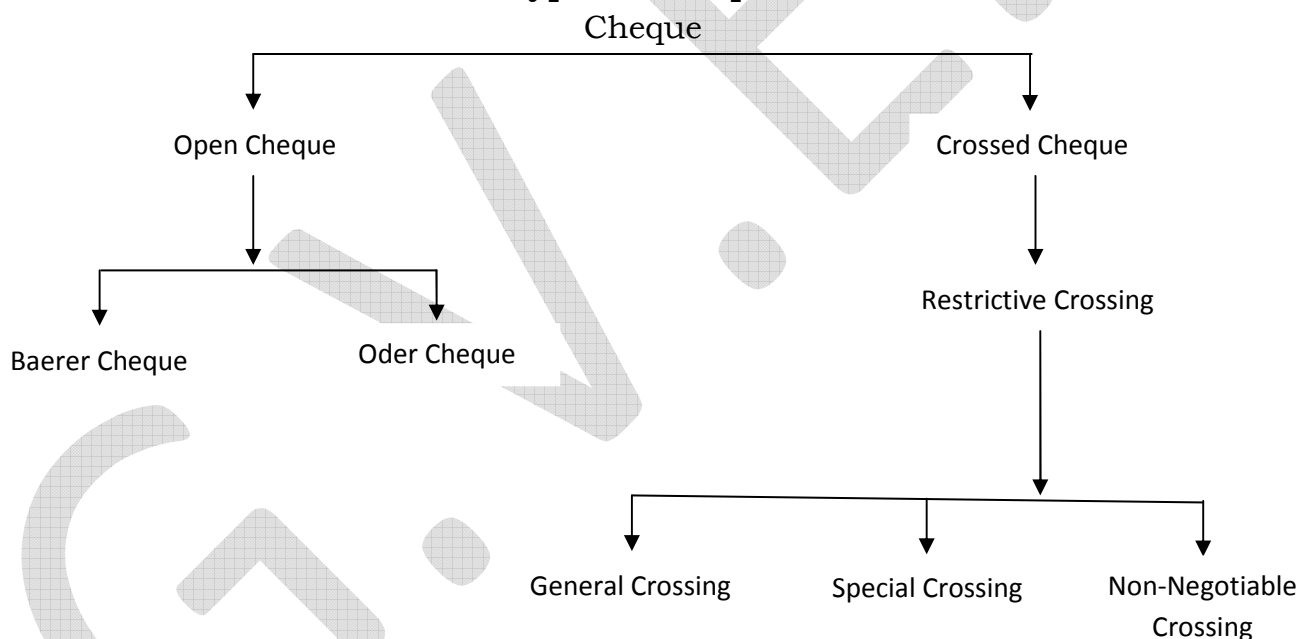 Cheque
Open Cheque
Crossed Cheque
Restrictive Crossing
Baerer Cheque
Oder Cheque
General Crossing
Special Crossing
Non-Negotiable
Crossing